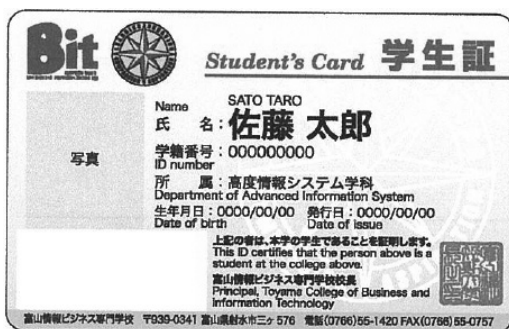 Bit
Student's Card 学生証
Name SATO TARO
氏 名：佐藤 太郎
写真
学籍番号：000000000
ID number
所 属：高度情報システム学科
Department of Advanced Information System
生年月日：0000/00/00 発行日：0000/00/00
Date of birth Date of issue
上記の者は、本学の学生であることを証明します。
This ID certifies that the person above is a
student at the college above.
富山情報ビジネス専門学校校長
Principal, Toyama College of Business and
Information Technology
富山情報ビジネス専門学校 〒939-0341 富山県射水市三ヶ576 電話(0766)55-1420 FAX(0766)55-0757